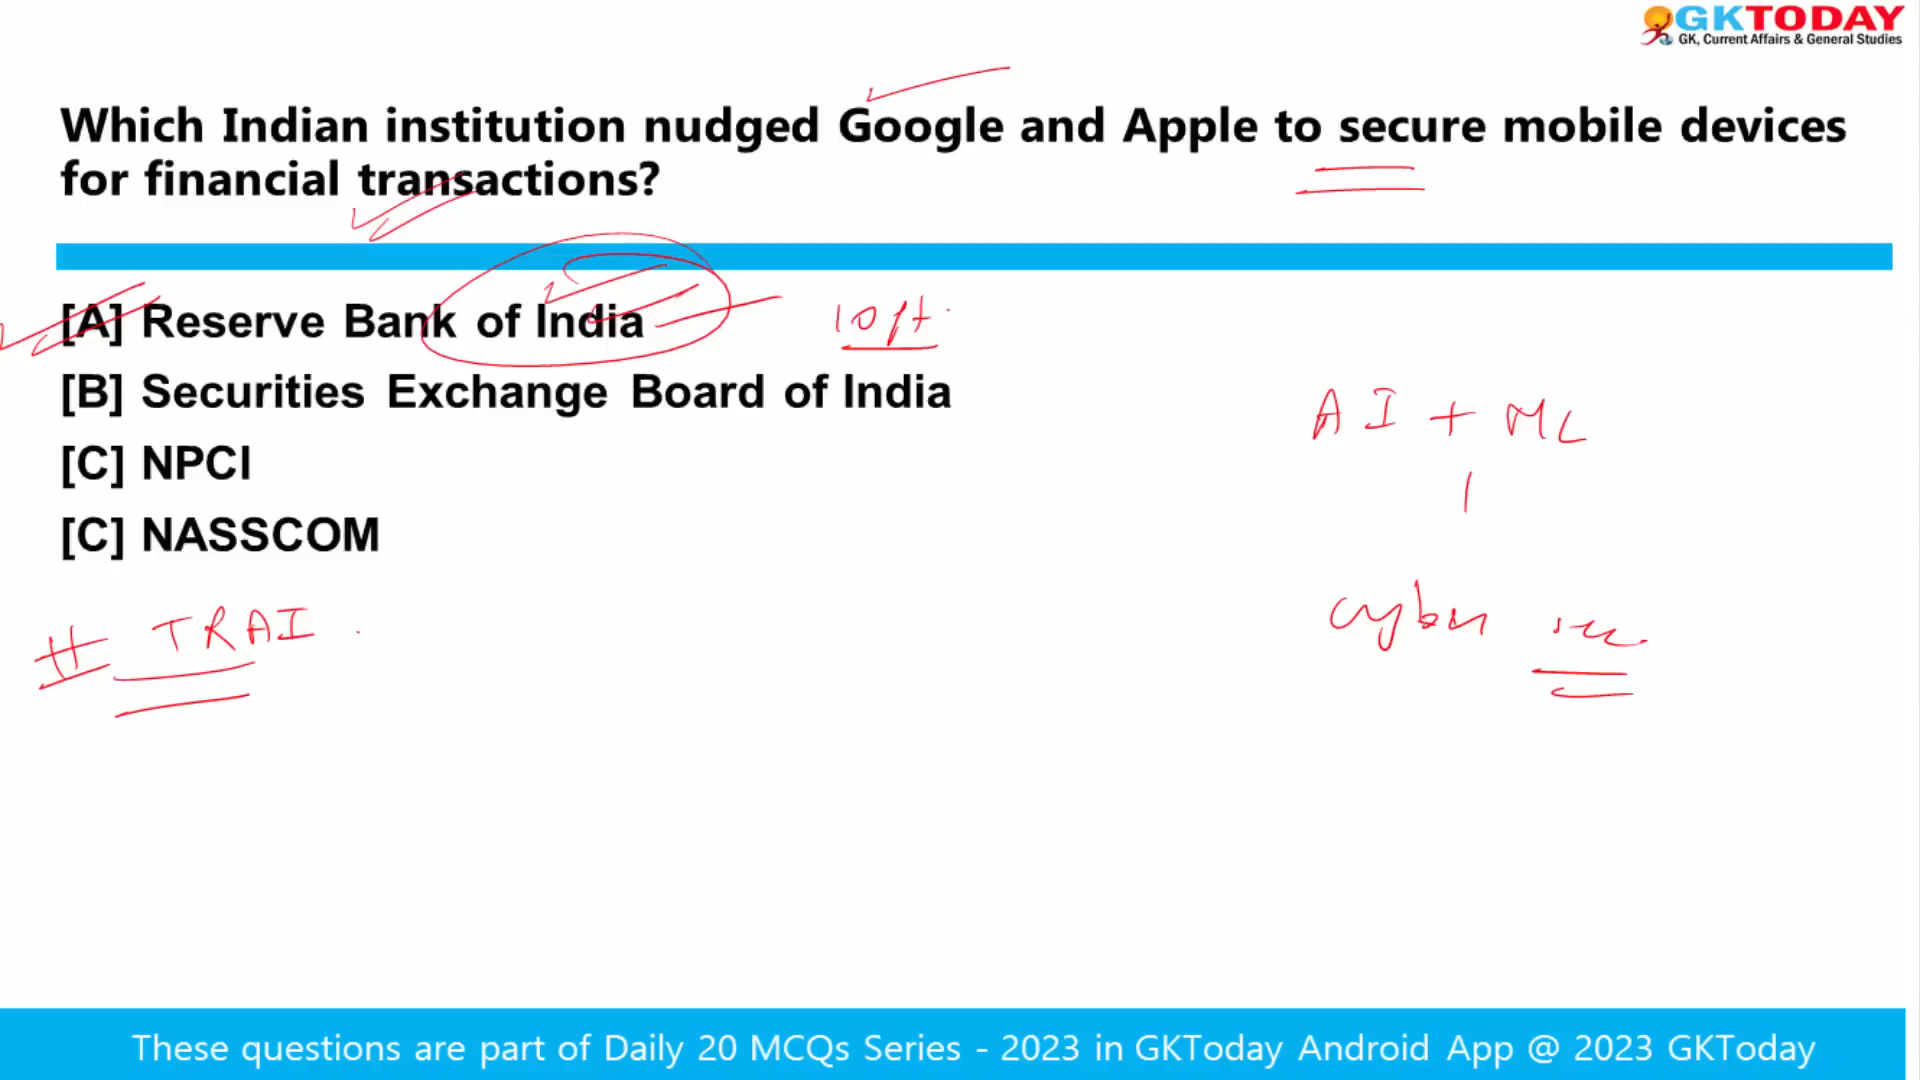 GKTODAY
GK, Current Affairs & General Studies
Which Indian institution nudged Google and Apple to secure mobile devices
for financial transactions?
[A] Reserve Bank of India
[B] Securities Exchange Board of India
AI + ML
[C] NPCI
[C] NASSCOM
# TRAI
cyber sec
These questions are part of Daily 20 MCQs Series - 2023 in GKToday Android App @ 2023 GKToday